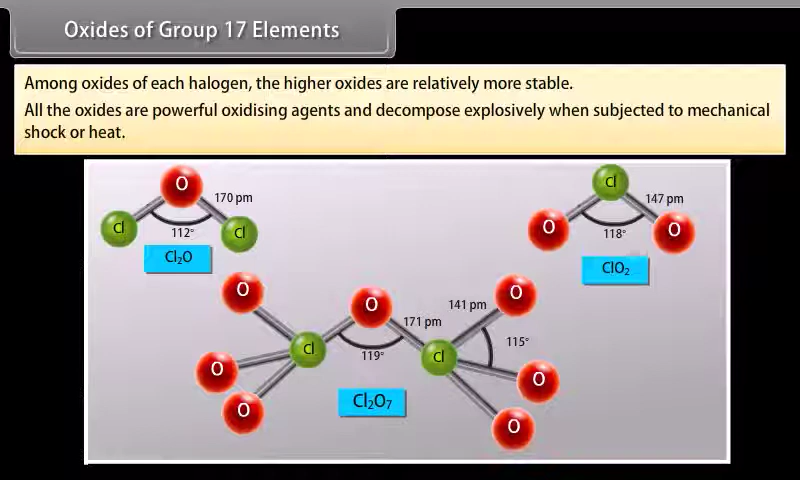 Oxides of Group 17 Elements
Among oxides of each halogen, the higher oxides are relatively more stable.
All the oxides are powerful oxidising agents and decompose explosively when subjected to mechanical
shock or heat.
O
170 pm
Cl
Cl
112°
Cl₂O
Cl
147 pm
O
O
118°
ClO₂
O
O
O
141 pm
171 pm
Cl
Cl
119°
115°
O
O
O
O
Cl₂O₇